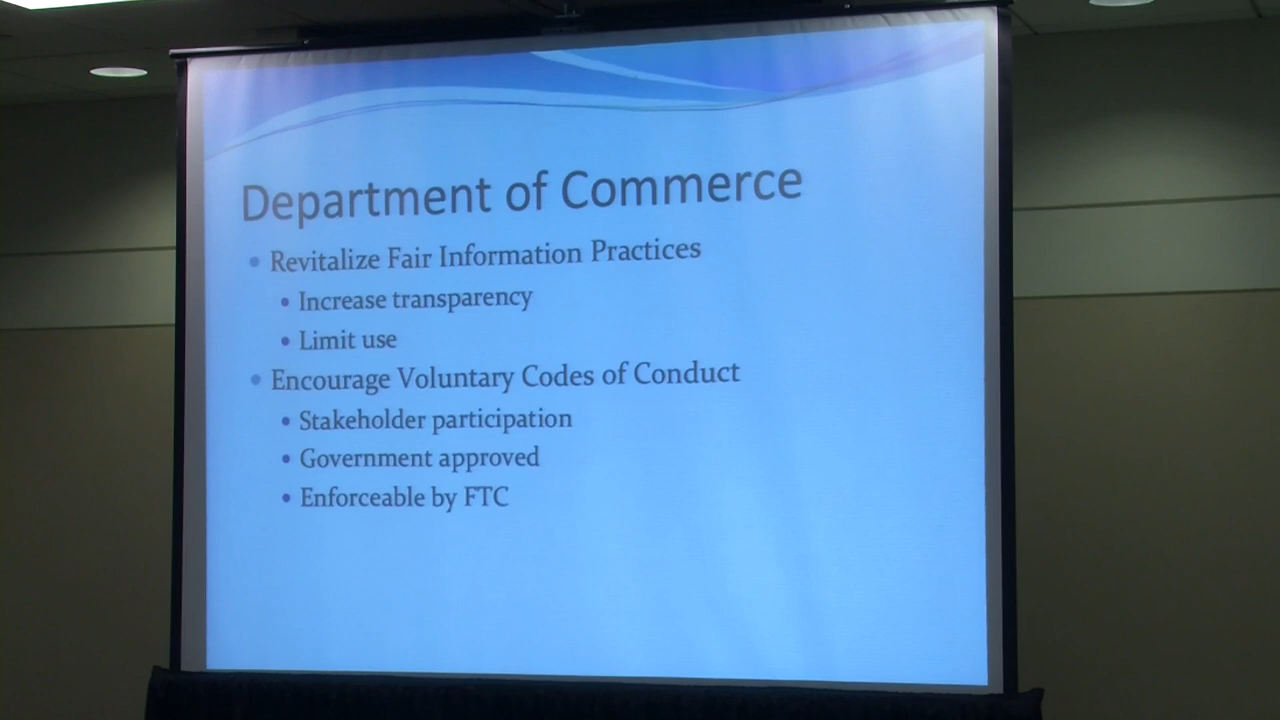 Department of Commerce
• Revitalize Fair Information Practices
• Increase transparency
• Limit use
• Encourage Voluntary Codes of Conduct
• Stakeholder participation
• Government approved
• Enforceable by FTC